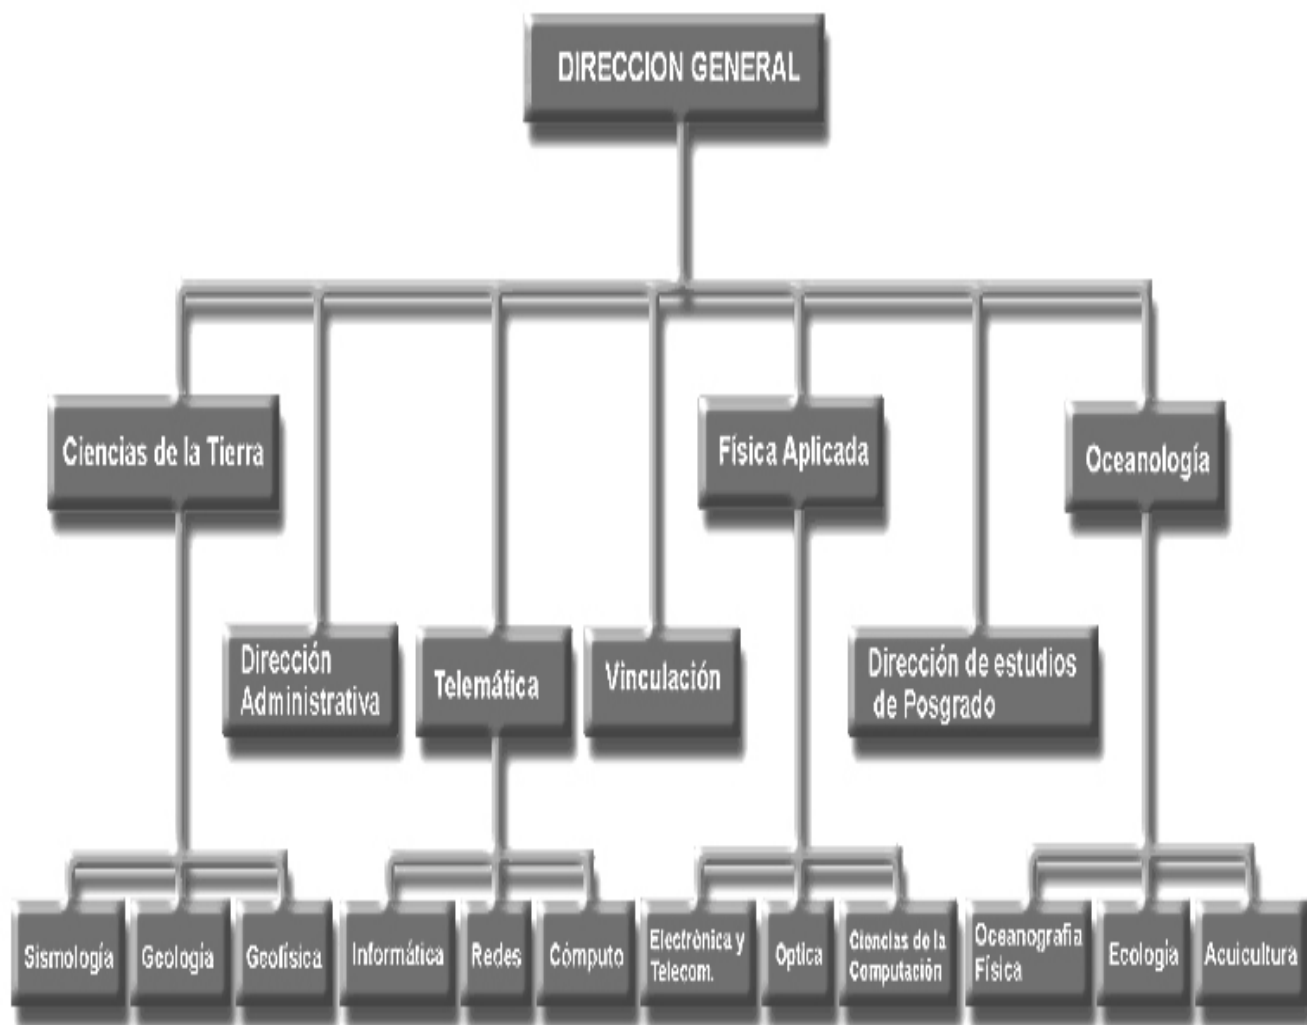 DIRECCION GENERAL
Ciencias de la Tierra
Física Aplicada
Oceanología
Dirección
Administrativa
Telemática
Vinculación
Dirección de estudios
de Posgrado
Sismología
Geología
Geofísica
Informática
Redes
Cómputo
Electrónica y
Telecom.
Optica
Ciencias de la
Computación
Oceanografía
Física
Ecología
Acuicultura